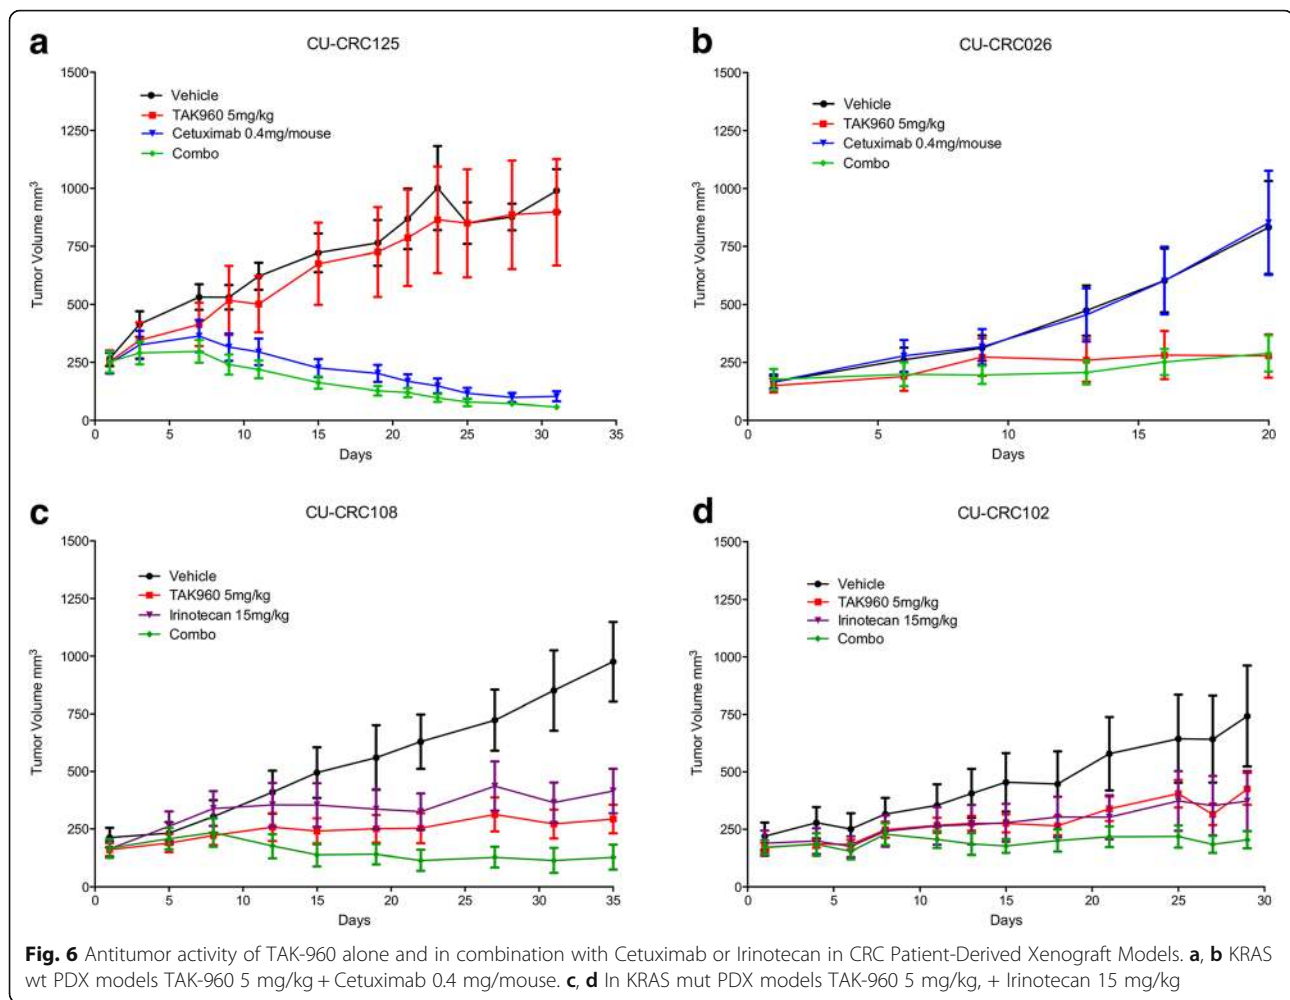 a
CU-CRC125
1500
1250
1000
750
500
250
0
Tumor Volume mm³
Vehicle
TAK960 5mg/kg
Cetuximab 0.4mg/mouse
Combo
0 5 10 15 20 25 30 35
Days
b
CU-CRC026
1500
1250
1000
750
500
250
0
Tumor Volume mm³
Vehicle
TAK960 5mg/kg
Cetuximab 0.4mg/mouse
Combo
0 5 10 15 20
Days
c
CU-CRC108
1500
1250
1000
750
500
250
0
Tumor Volume mm³
Vehicle
TAK960 5mg/kg
Irinotecan 15mg/kg
Combo
0 5 10 15 20 25 30 35
Days
d
CU-CRC102
1500
1250
1000
750
500
250
0
Tumor Volume mm³
Vehicle
TAK960 5mg/kg
Irinotecan 15mg/kg
Combo
0 5 10 15 20 25 30
Days
Fig. 6 Antitumor activity of TAK-960 alone and in combination with Cetuximab or Irinotecan in CRC Patient-Derived Xenograft Models. a, b KRAS
wt PDX models TAK-960 5 mg/kg + Cetuximab 0.4 mg/mouse. c, d In KRAS mut PDX models TAK-960 5 mg/kg, + Irinotecan 15 mg/kg